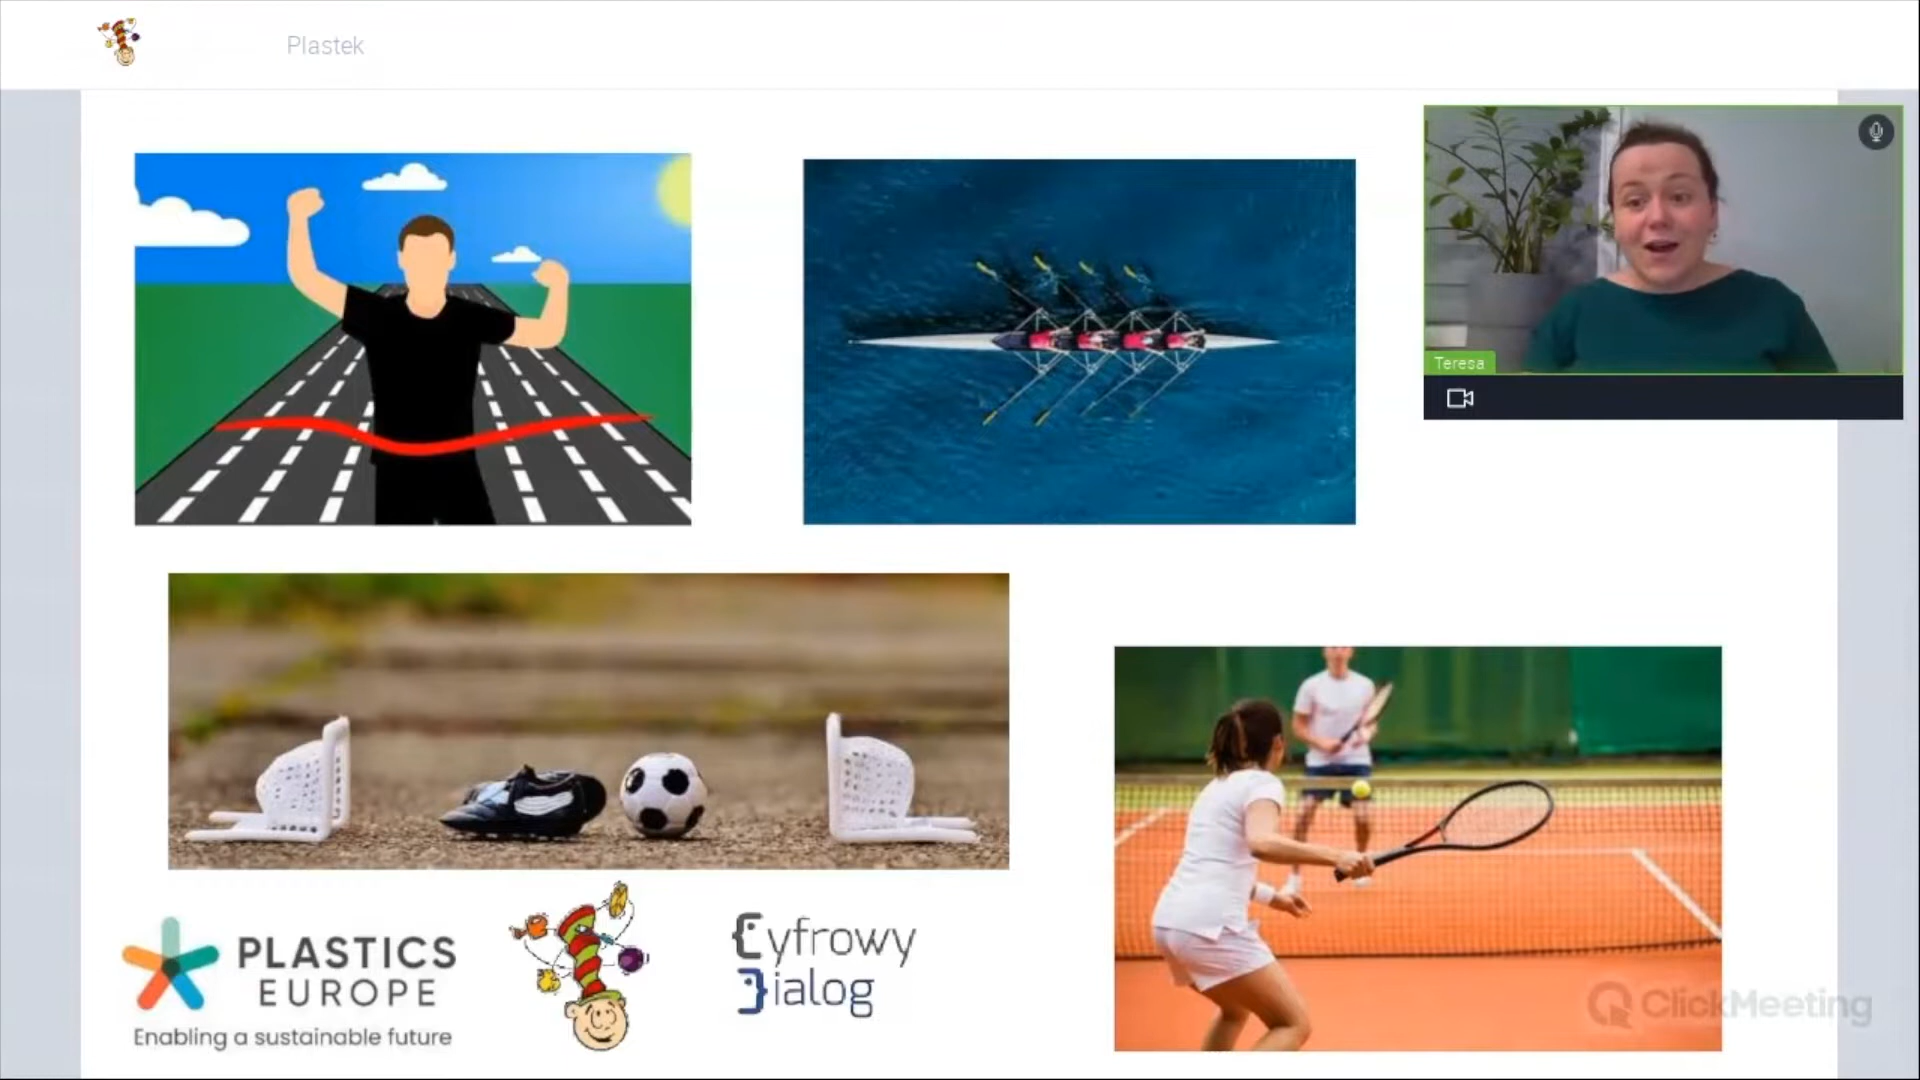 Plastek
Teresa
PLASTICS
EUROPE
Enabling a sustainable future
Cyfrowy
Dialog
ClickMeeting